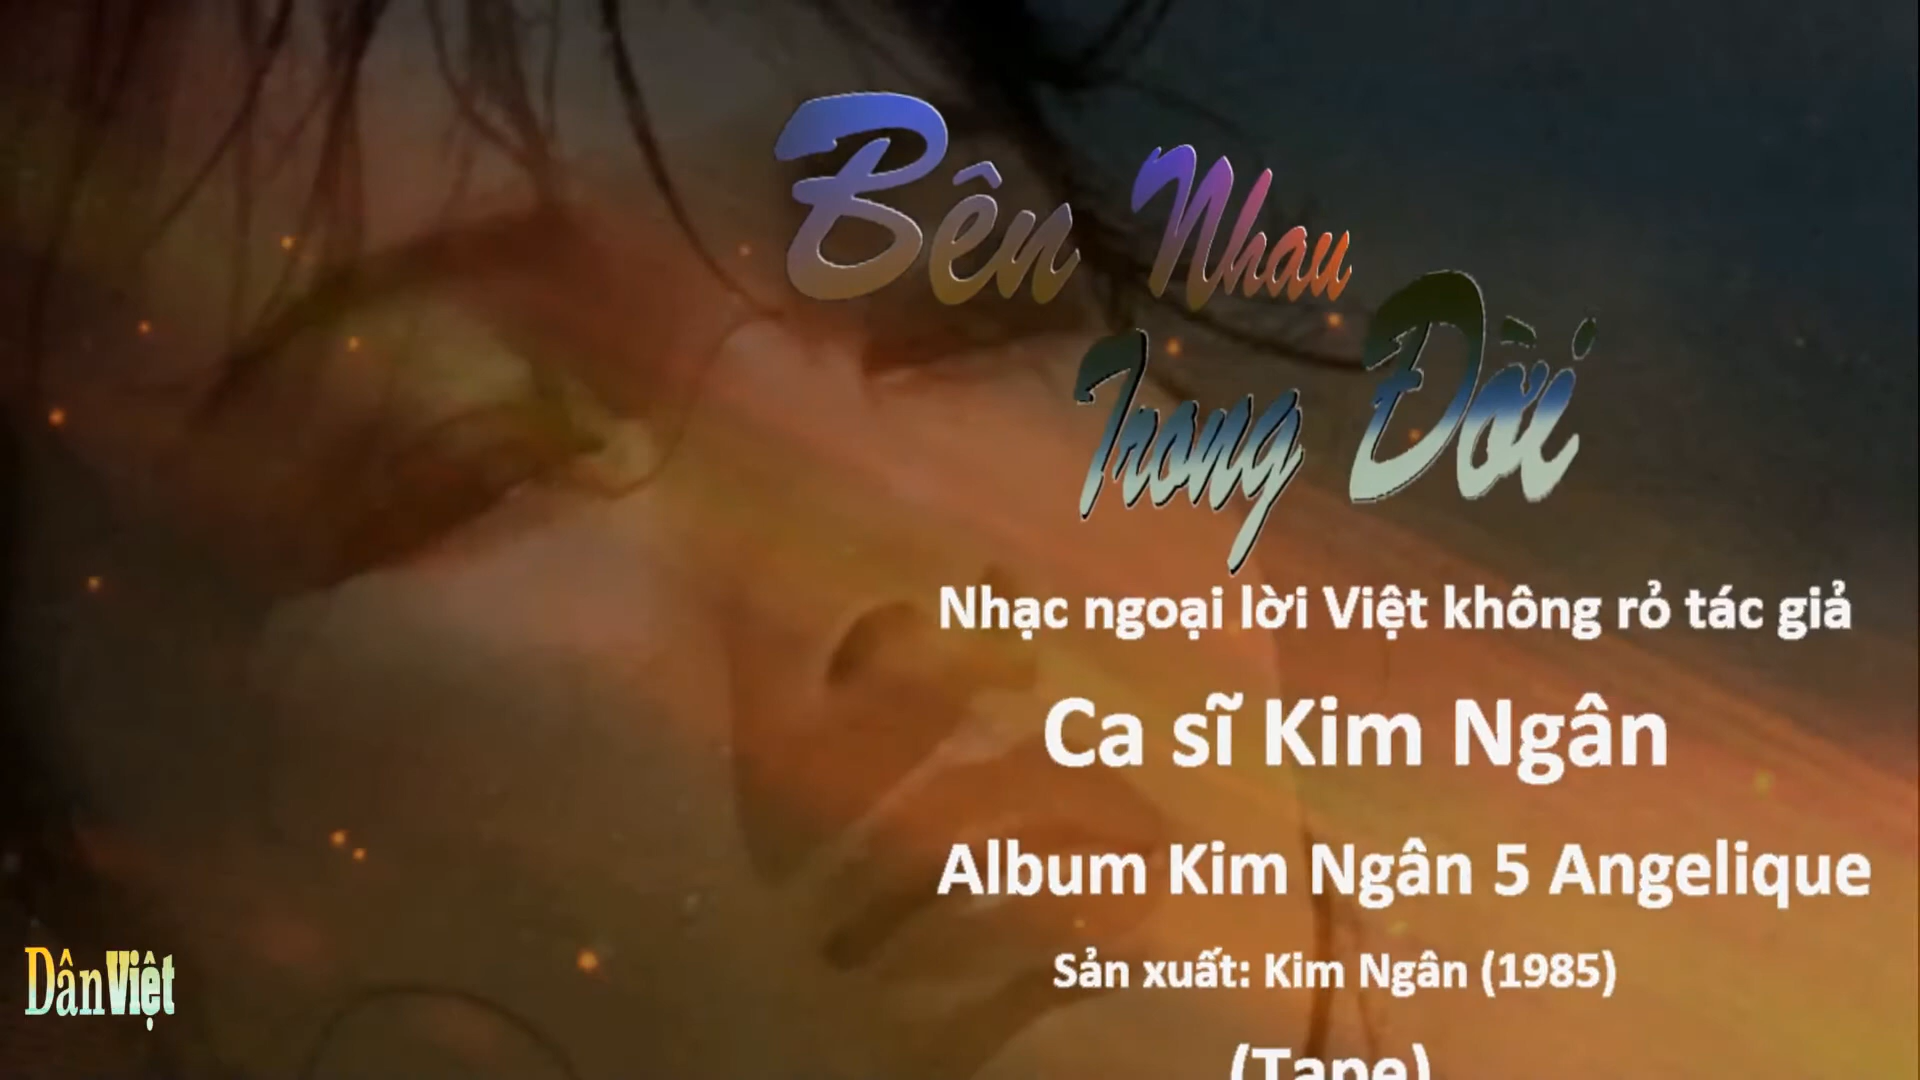 Bên Nhau
Trong Đời
Nhạc ngoại lời Việt không rỏ tác giả
Ca sĩ Kim Ngân
Album Kim Ngân 5 Angelique
Sản xuất: Kim Ngân (1985)
(Tape)
DânViệt